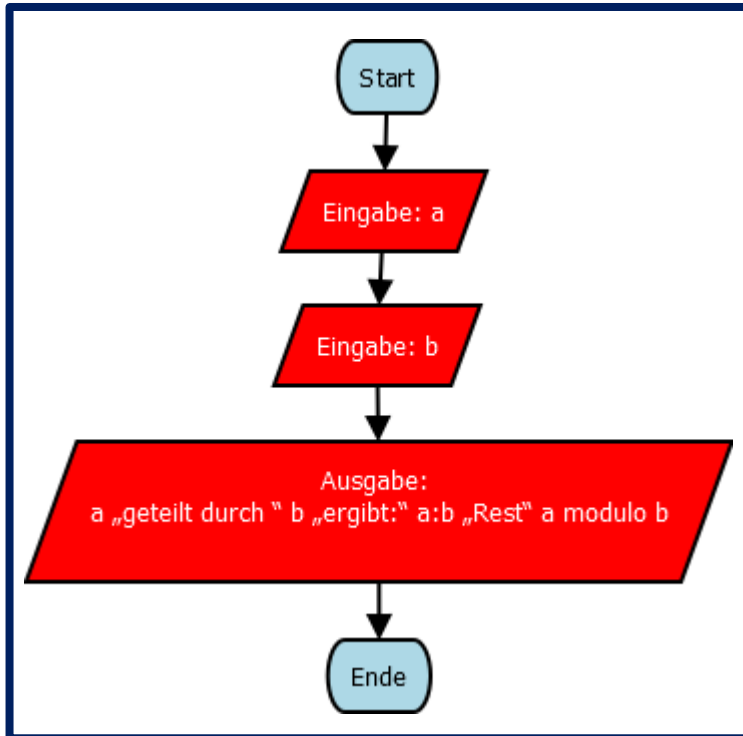 Start
Eingabe: a
Eingabe: b
Ausgabe:
a „geteilt durch “ b „ergibt:“ a:b „Rest“ a modulo b
Ende